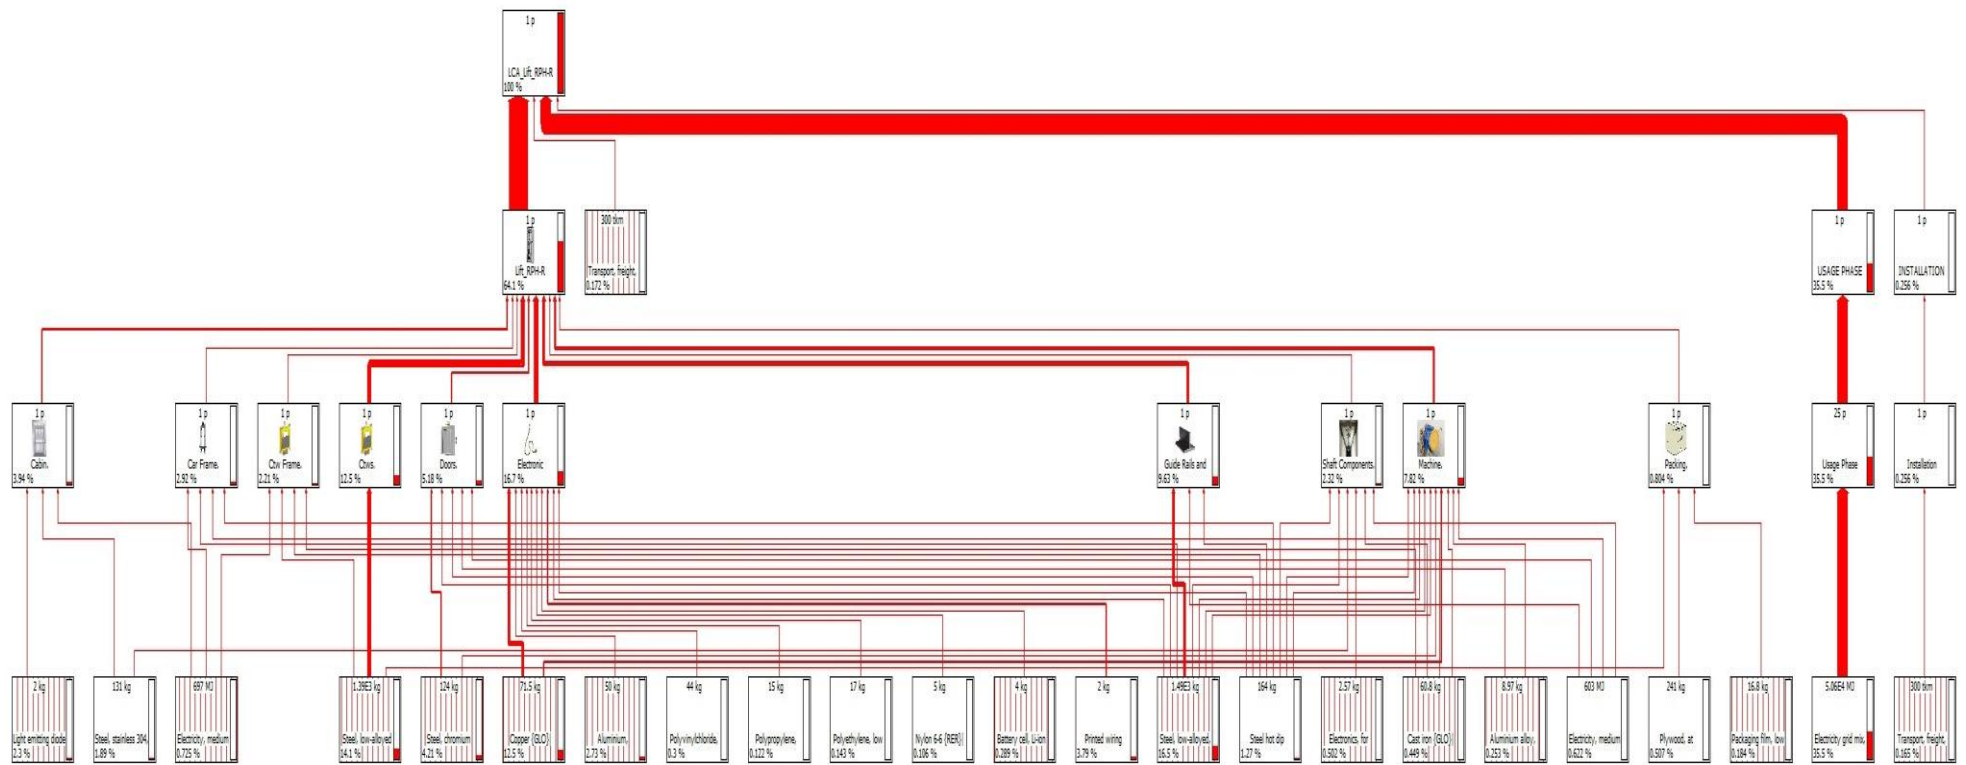 1 p
LCA_Lift_RPH-R
100 %
1 p
Lift_RPH-R
64.1 %
300 tkm
Transport, freight,
0.172 %
1 p
USAGE PHASE
35.5 %
1 p
INSTALLATION
0.256 %
1 p
Cabin.
3.94 %
1 p
Car Frame.
2.92 %
1 p
Ctw Frame.
2.21 %
1 p
Ctws.
12.5 %
1 p
Doors.
5.18 %
1 p
Electronic
16.7 %
1 p
Guide Rails and
9.63 %
1 p
Shaft Components.
2.32 %
1 p
Machine.
7.82 %
1 p
Packing.
0.804 %
25 p
Usage Phase
35.5 %
1 p
Installation
0.256 %
2 kg
Light emitting diode
2.3 %
131 kg
Steel, stainless 304,
1.89 %
697 MJ
Electricity, medium
0.725 %
1.39E3 kg
Steel, low-alloyed
14.1 %
124 kg
Steel, chromium
4.21 %
71.5 kg
Copper {GLO}
12.5 %
50 kg
Aluminium,
2.73 %
44 kg
Polyvinylchloride,
0.3 %
15 kg
Polypropylene,
0.122 %
17 kg
Polyethylene, low
0.143 %
5 kg
Nylon 6-6 {RER}
0.106 %
4 kg
Battery cell, Li-ion
0.289 %
2 kg
Printed wiring
3.79 %
1.49E3 kg
Steel, low-alloyed,
16.5 %
164 kg
Steel hot dip
1.27 %
2.57 kg
Electronics, for
0.502 %
60.8 kg
Cast iron {GLO}
0.449 %
8.97 kg
Aluminium alloy,
0.253 %
603 MJ
Electricity, medium
0.622 %
241 kg
Plywood, at
0.507 %
16.8 kg
Packaging film, low
0.184 %
5.06E4 MJ
Electricity grid mix,
35.5 %
300 tkm
Transport, freight,
0.165 %